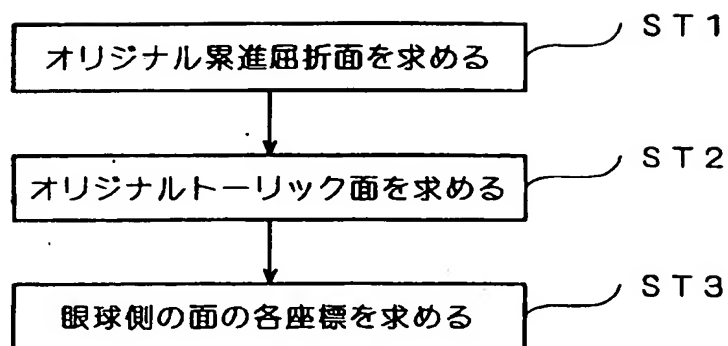 ST1
オリジナル累進屈折面を求める
ST2
オリジナルトーリック面を求める
ST3
眼球側の面の各座標を求める